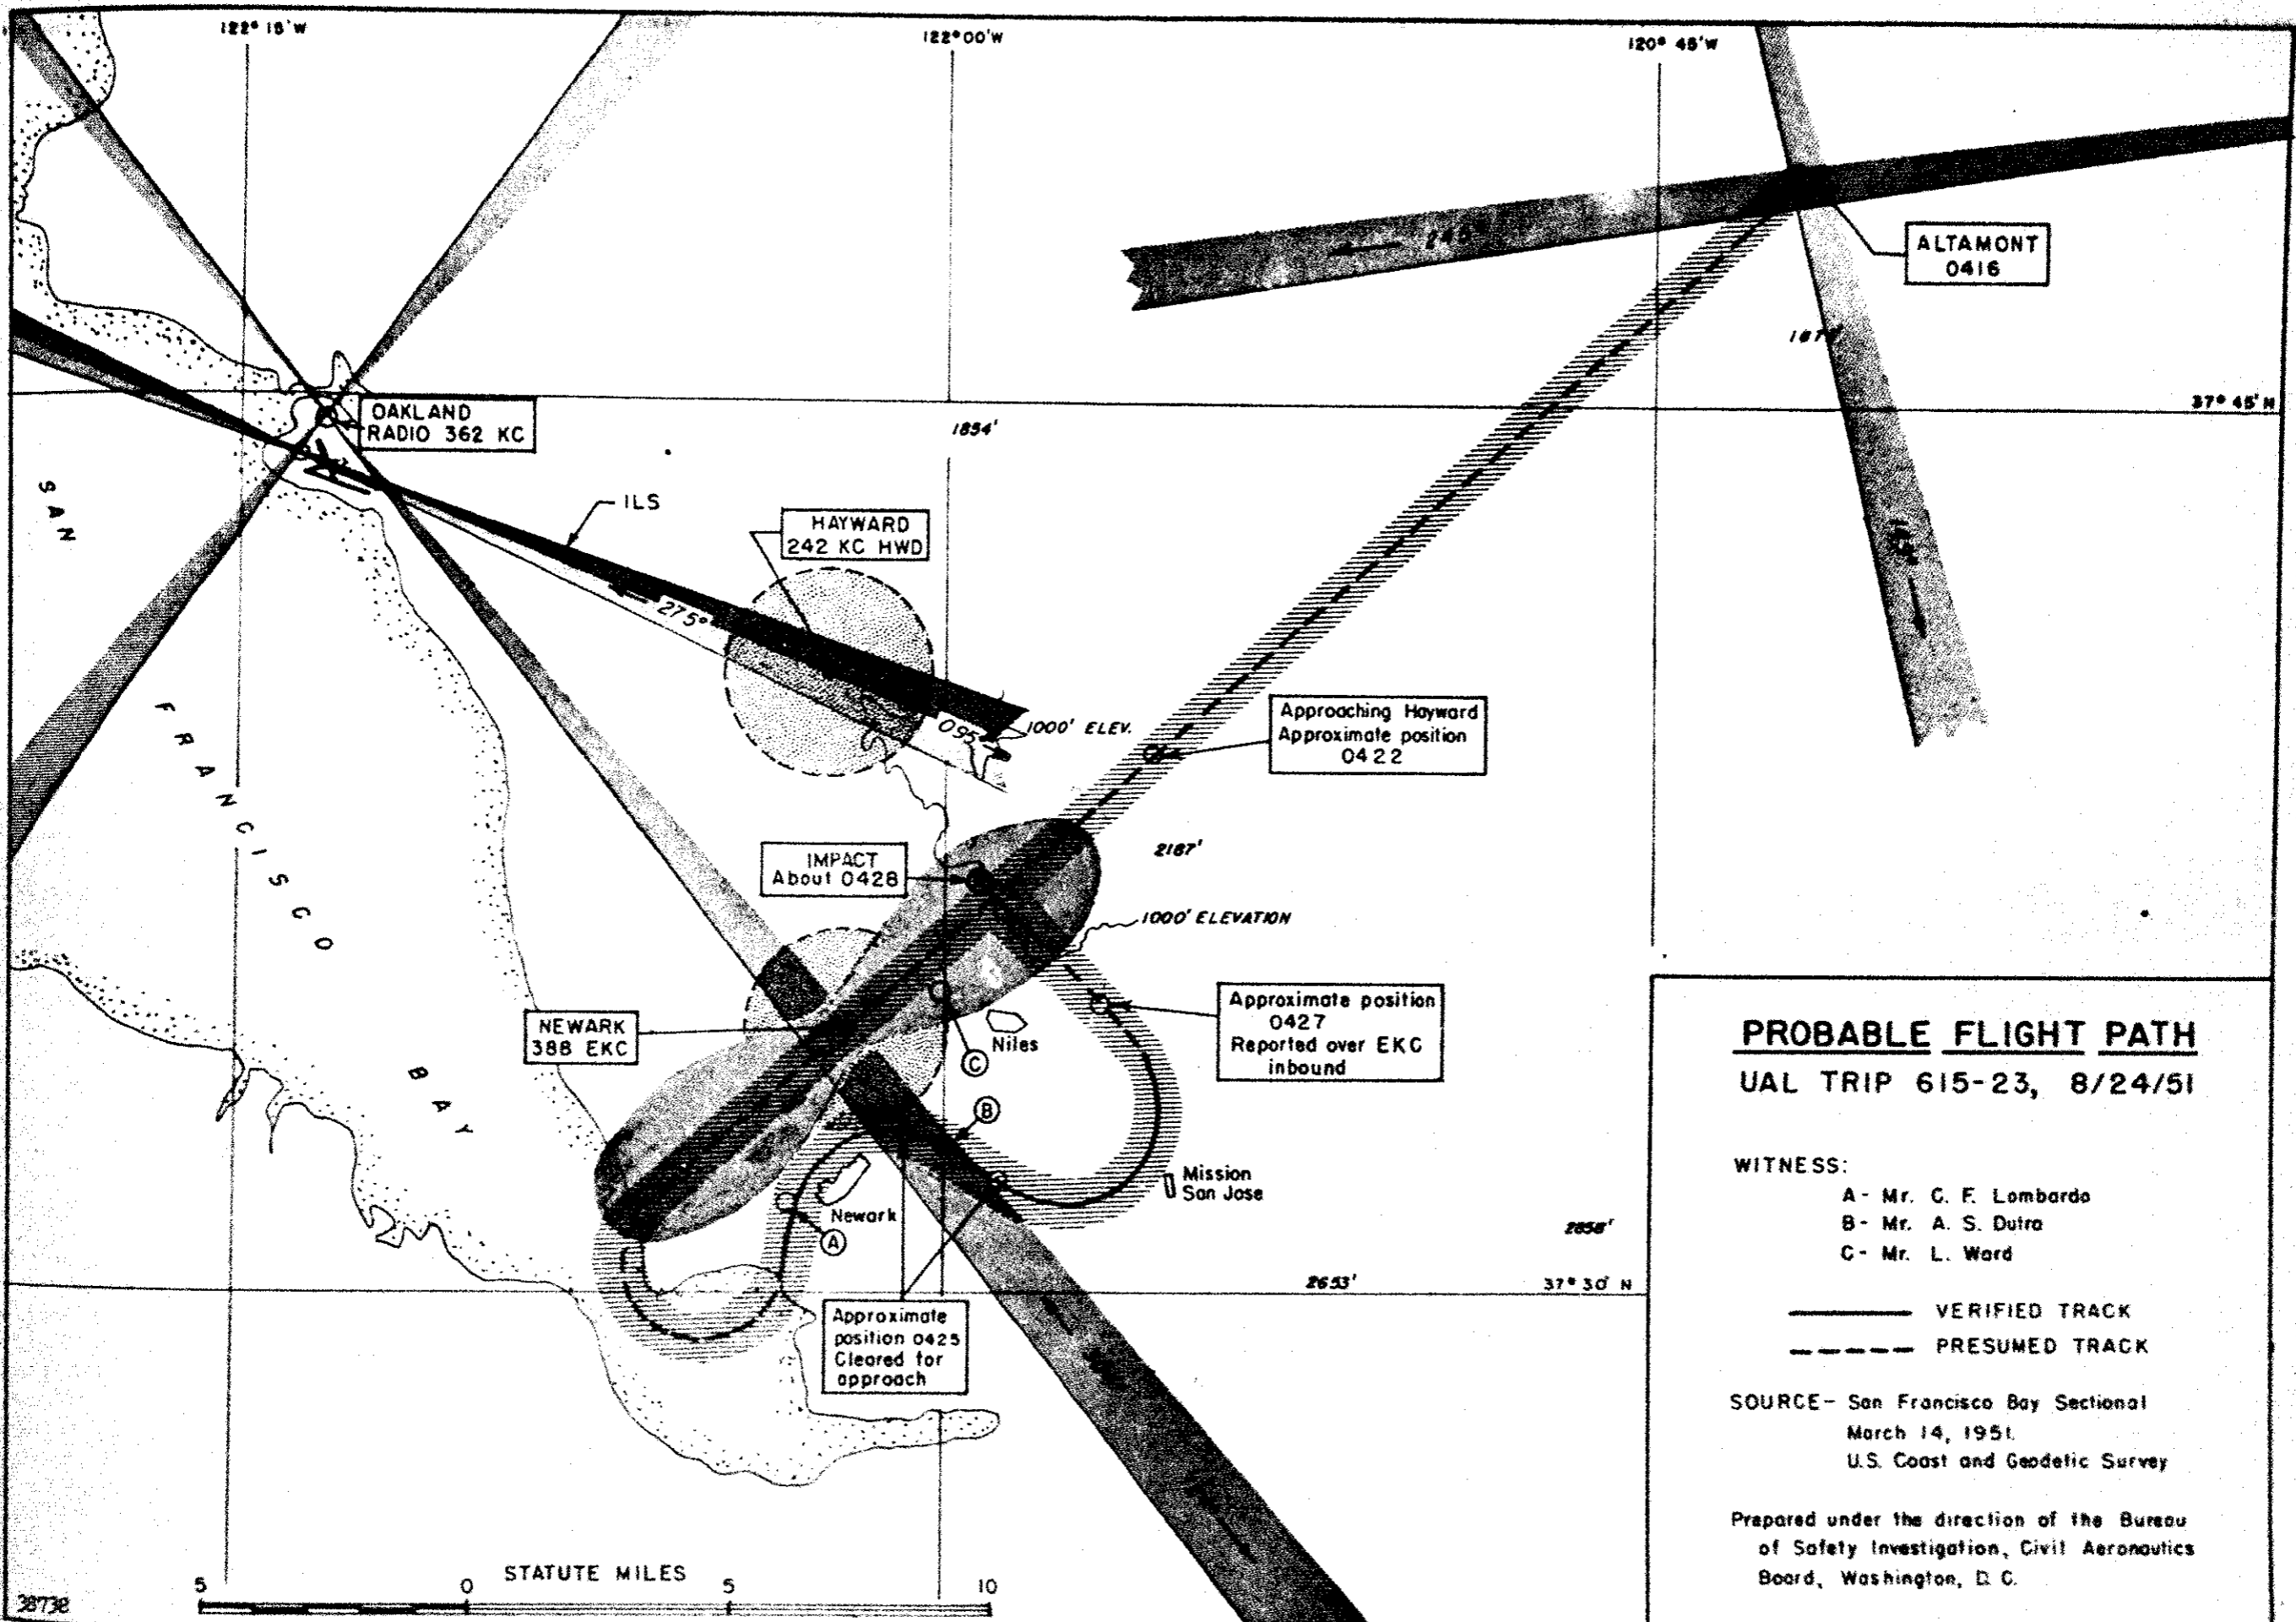 122° 15' W
122° 00' W
120° 45' W
ALTAMONT
0416
245°
37° 45' N
OAKLAND
RADIO 362 KC
1854'
ILS
HAYWARD
242 KC HWD
275°
095
1000' ELEV.
SAN
FRANCISCO
BAY
165°
Approaching Hayward
Approximate position
0422
2187'
IMPACT
About 0428
1000' ELEVATION
Approximate position
0427
Reported over EKC
inbound
NEWARK
388 EKC
Niles
C
B
Mission
San Jose
Newark
A
2858'
2653'
37° 30' N
Approximate
position 0425
Cleared for
approach
PROBABLE FLIGHT PATH
UAL TRIP 615-23, 8/24/51
WITNESS:
A - Mr. C. F. Lombardo
B - Mr. A. S. Dutra
C - Mr. L. Ward
VERIFIED TRACK
PRESUMED TRACK
SOURCE - San Francisco Bay Sectional
March 14, 1951.
U.S. Coast and Geodetic Survey
Prepared under the direction of the Bureau
of Safety Investigation, Civil Aeronautics
Board, Washington, D. C.
STATUTE MILES
5 0 5 10
28738